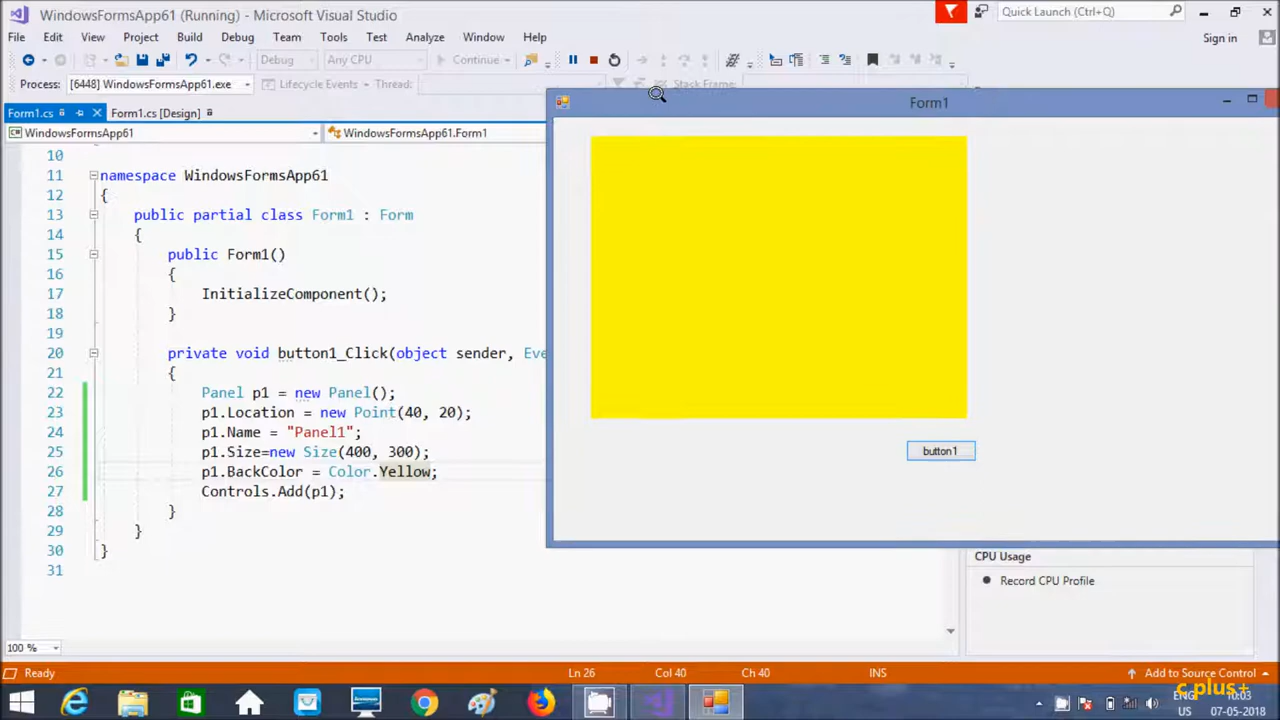 WindowsFormsApp61 (Running) - Microsoft Visual Studio
Quick Launch (Ctrl+Q)
File Edit View Project Build Debug Team Tools Test Analyze Window Help
Sign in
Debug Any CPU Continue
Process: [6448] WindowsFormsApp61.exe Lifecycle Events Thread: Stack Frame:
Form1.cs Form1.cs [Design]
WindowsFormsApp61 WindowsFormsApp61.Form1
Form1
10
11 namespace WindowsFormsApp61
12 {
13 public partial class Form1 : Form
14 {
15 public Form1()
16 {
17 InitializeComponent();
18 }
19
20 private void button1_Click(object sender, Eve
21 {
22 Panel p1 = new Panel();
23 p1.Location = new Point(40, 20);
24 p1.Name = "Panel1";
25 p1.Size=new Size(400, 300);
26 p1.BackColor = Color.Yellow;
27 Controls.Add(p1);
28 }
29 }
30 }
31
button1
CPU Usage
Record CPU Profile
100 %
Ready Ln 26 Col 40 Ch 40 INS Add to Source Control
ENG 10:03
US 07-05-2018
c plus+